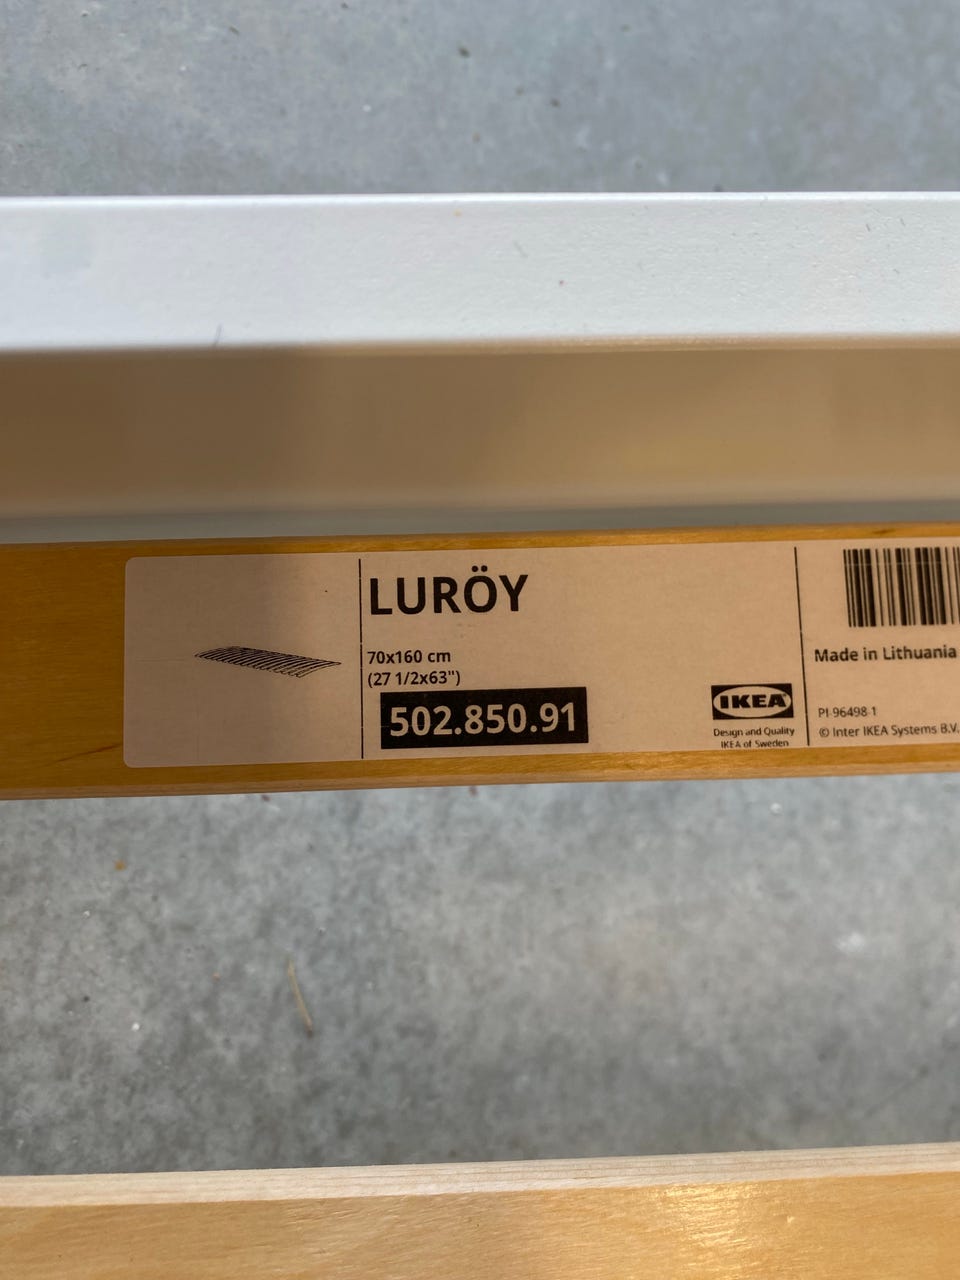 LURÖY
70x160 cm
(27 1/2x63")
502.850.91
IKEA
Design and Quality
IKEA of Sweden
Made in Lithuania
PI-96498-1
© Inter IKEA Systems B.V.